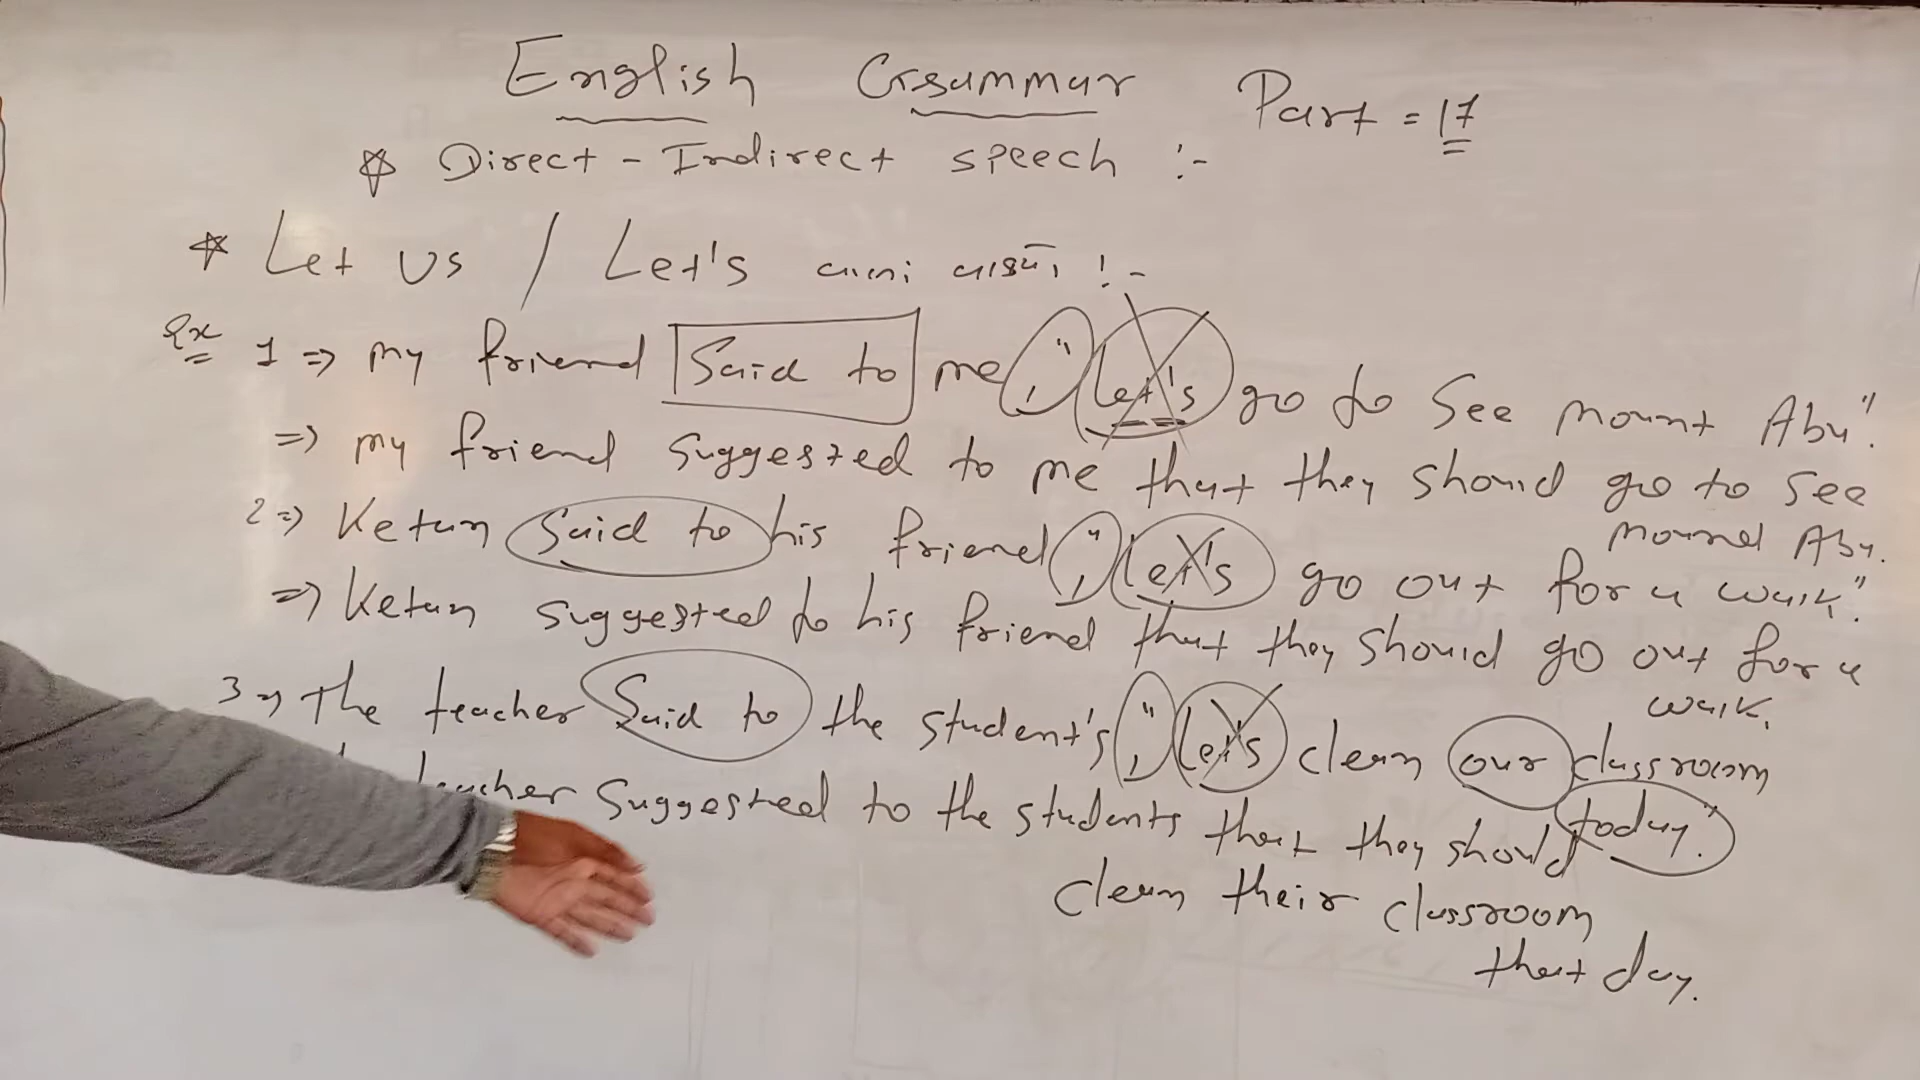 English Grammar Part = 17
* Direct - Indirect speech :-
* Let us / Let's વાળા વાક્યો :-
Ex 1 => my friend said to me, "Let's go to see mount Abu".
=> my friend suggested to me that they should go to see
mount Abu.
2 => Ketan said to his friend, "Let's go out for a walk."
=> Ketan suggested to his friend that they should go out for a
walk.
3 => the teacher said to the student's, "Let's clean our classroom
today."
teacher suggested to the students that they should
clean their classroom
that day.